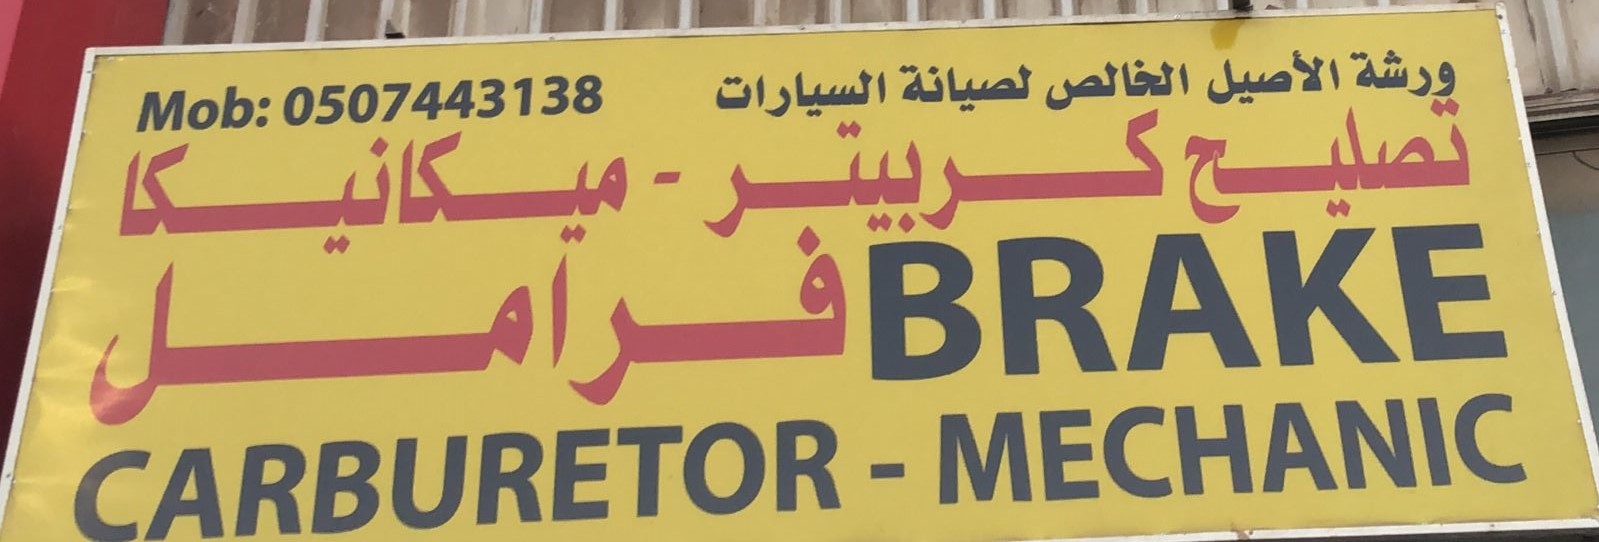 ورشة الأصيل الخالص لصيانة السيارات Mob: 0507443138
تصليح كربيتر - ميكانيكا
فرامل BRAKE
CARBURETOR - MECHANIC